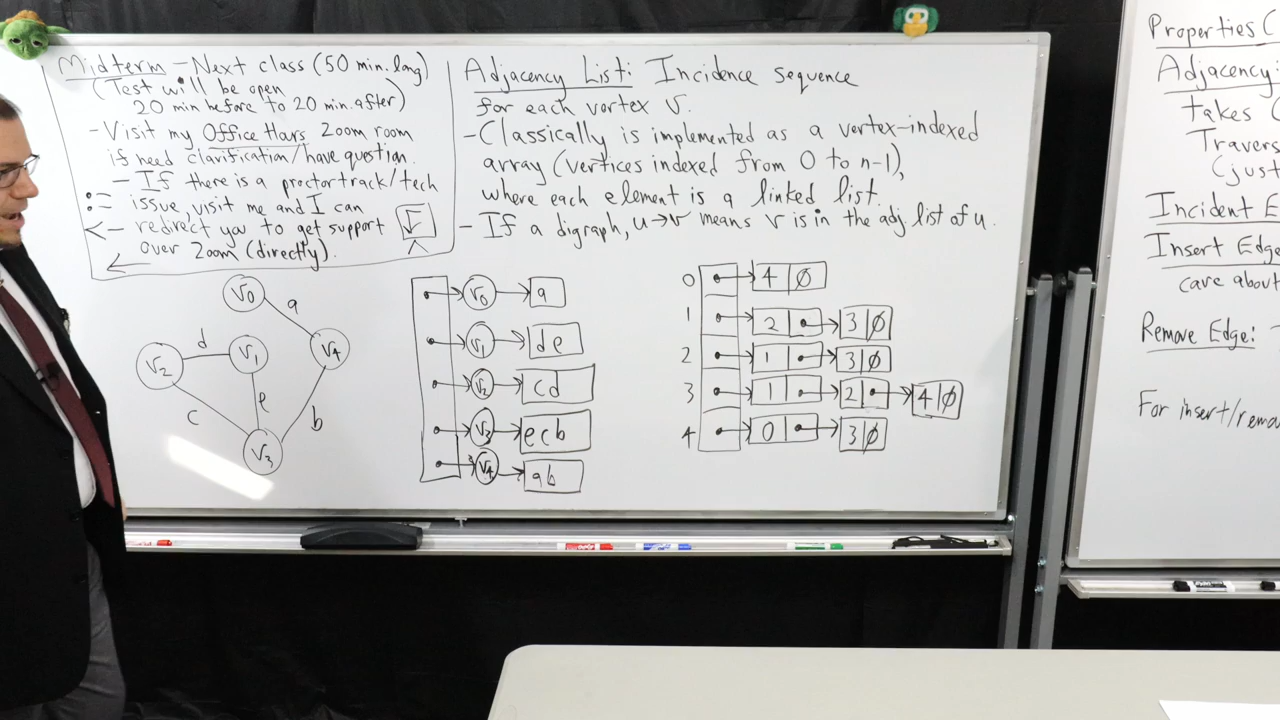 Midterm - Next class (50 min. long)
(Test will be open
20 min before to 20 min. after)
- Visit my Office Hours Zoom room
if need clarification/have question.
- If there is a proctortrack/tech
issue, visit me and I can
redirect you to get support
over Zoom (directly).
Adjacency List: Incidence sequence
for each vertex v.
- Classically is implemented as a vertex-indexed
array (vertices indexed from 0 to n-1),
where each element is a linked list.
- If a digraph, u→v means v is in the adj. list of u.
v0
a
v4
d
v2
v1
e
c
b
v3
v0 a
v1 de
v2 cd
v3 ecb
v4 ab
0 4 ∅
1 2 3 ∅
2 1 3 ∅
3 1 2 4 ∅
4 0 3 ∅
Properties (
Adjacency:
takes (
Travers
(just
Incident E
Insert Edge
care about
Remove Edge: -
For insert/remo